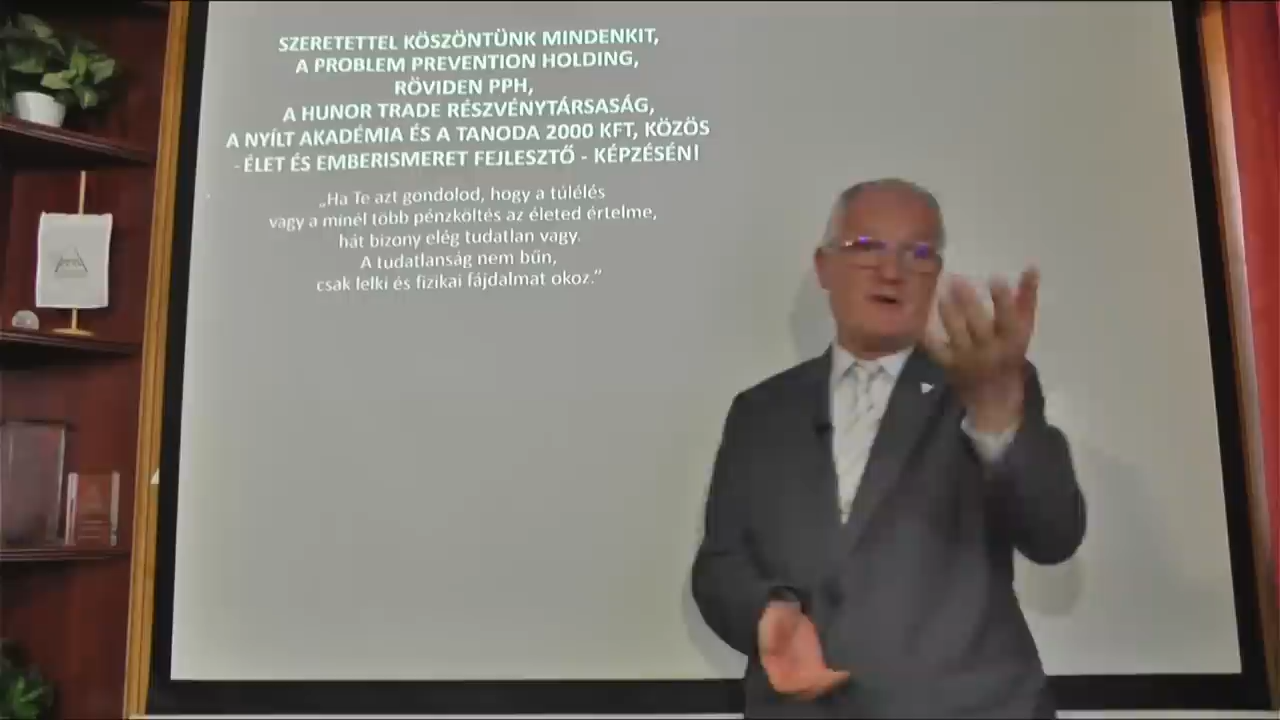 SZERETETTEL KÖSZÖNTÜNK MINDENKIT,
A PROBLEM PREVENTION HOLDING,
RÖVIDEN PPH,
A HUNOR TRADE RÉSZVÉNYTÁRSASÁG,
A NYÍLT AKADÉMIA ÉS A TANODA 2000 KFT, KÖZÖS
- ÉLET ÉS EMBERISMERET FEJLESZTŐ - KÉPZÉSÉN!
„Ha Te azt gondolod, hogy a túlélés
vagy a minél több pénzköltés az életed értelme,
hát bizony elég tudatlan vagy.
A tudatlanság nem bűn,
csak lelki és fizikai fájdalmat okoz.”